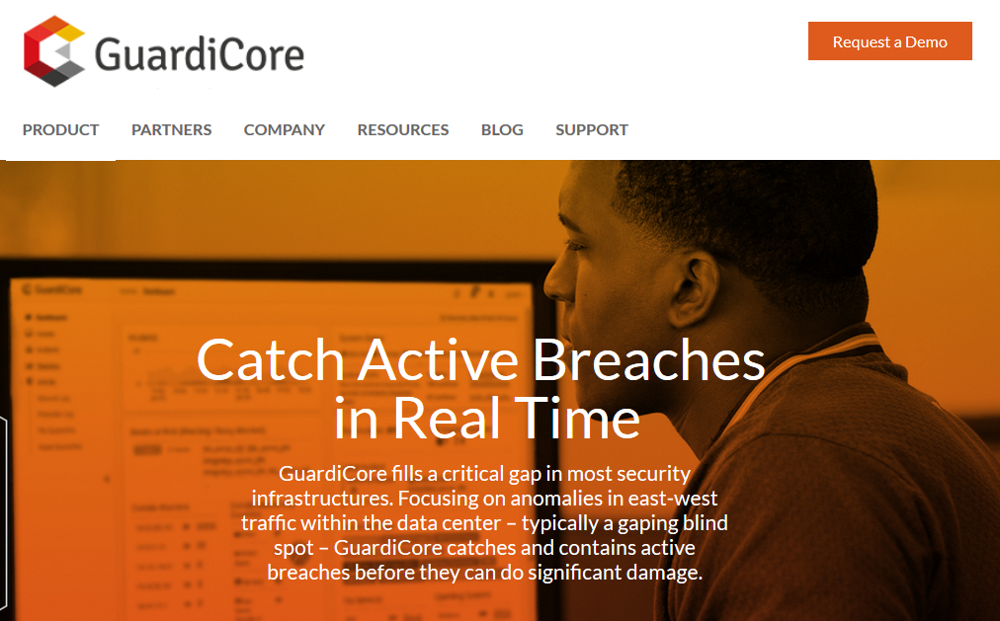 GuardiCore
Request a Demo
PRODUCT
PARTNERS
COMPANY
RESOURCES
BLOG
SUPPORT
Catch Active Breaches
in Real Time
GuardiCore fills a critical gap in most security
infrastructures. Focusing on anomalies in east-west
traffic within the data center – typically a gaping blind
spot – GuardiCore catches and contains active
breaches before they can do significant damage.